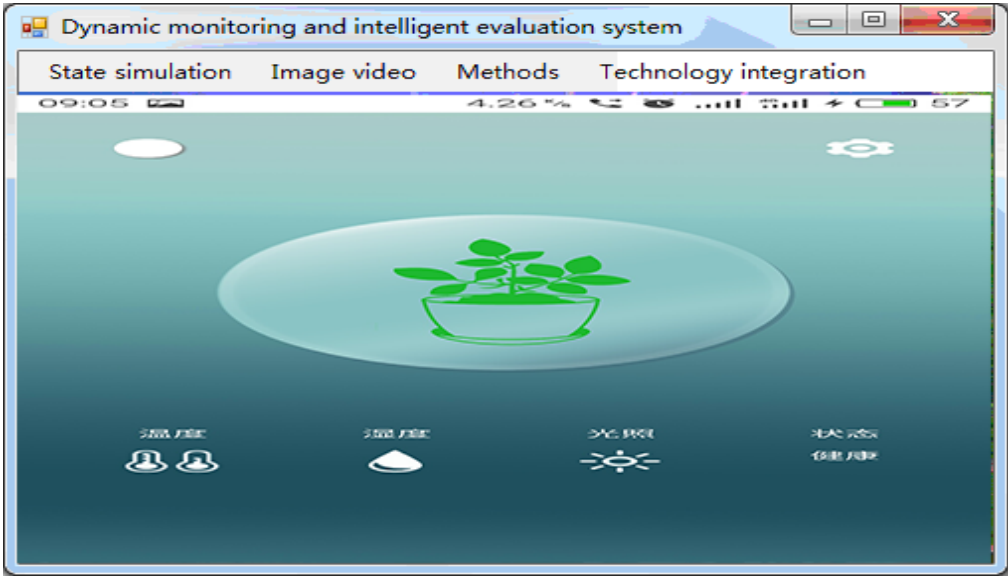 Dynamic monitoring and intelligent evaluation system
State simulation Image video Methods Technology integration
09:05 4.26 % 57
温度 湿度 光照 状态
健康